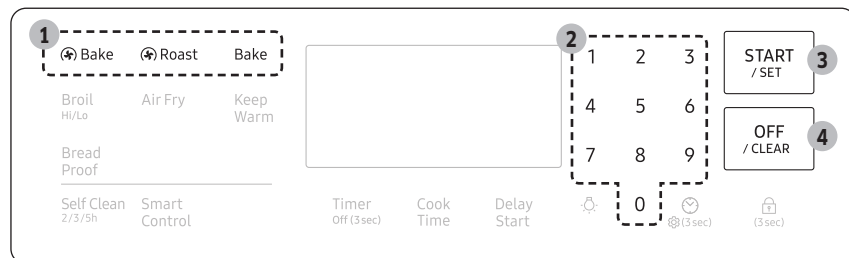 1
Bake Roast Bake
Broil
Hi/Lo
Air Fry
Keep
Warm
Bread
Proof
Self Clean
2/3/5h
Smart
Control
Timer
Off (3 sec)
Cook
Time
Delay
Start
2
1 2 3
4 5 6
7 8 9
0
(3 sec)
(3 sec)
START
/ SET
3
OFF
/ CLEAR
4